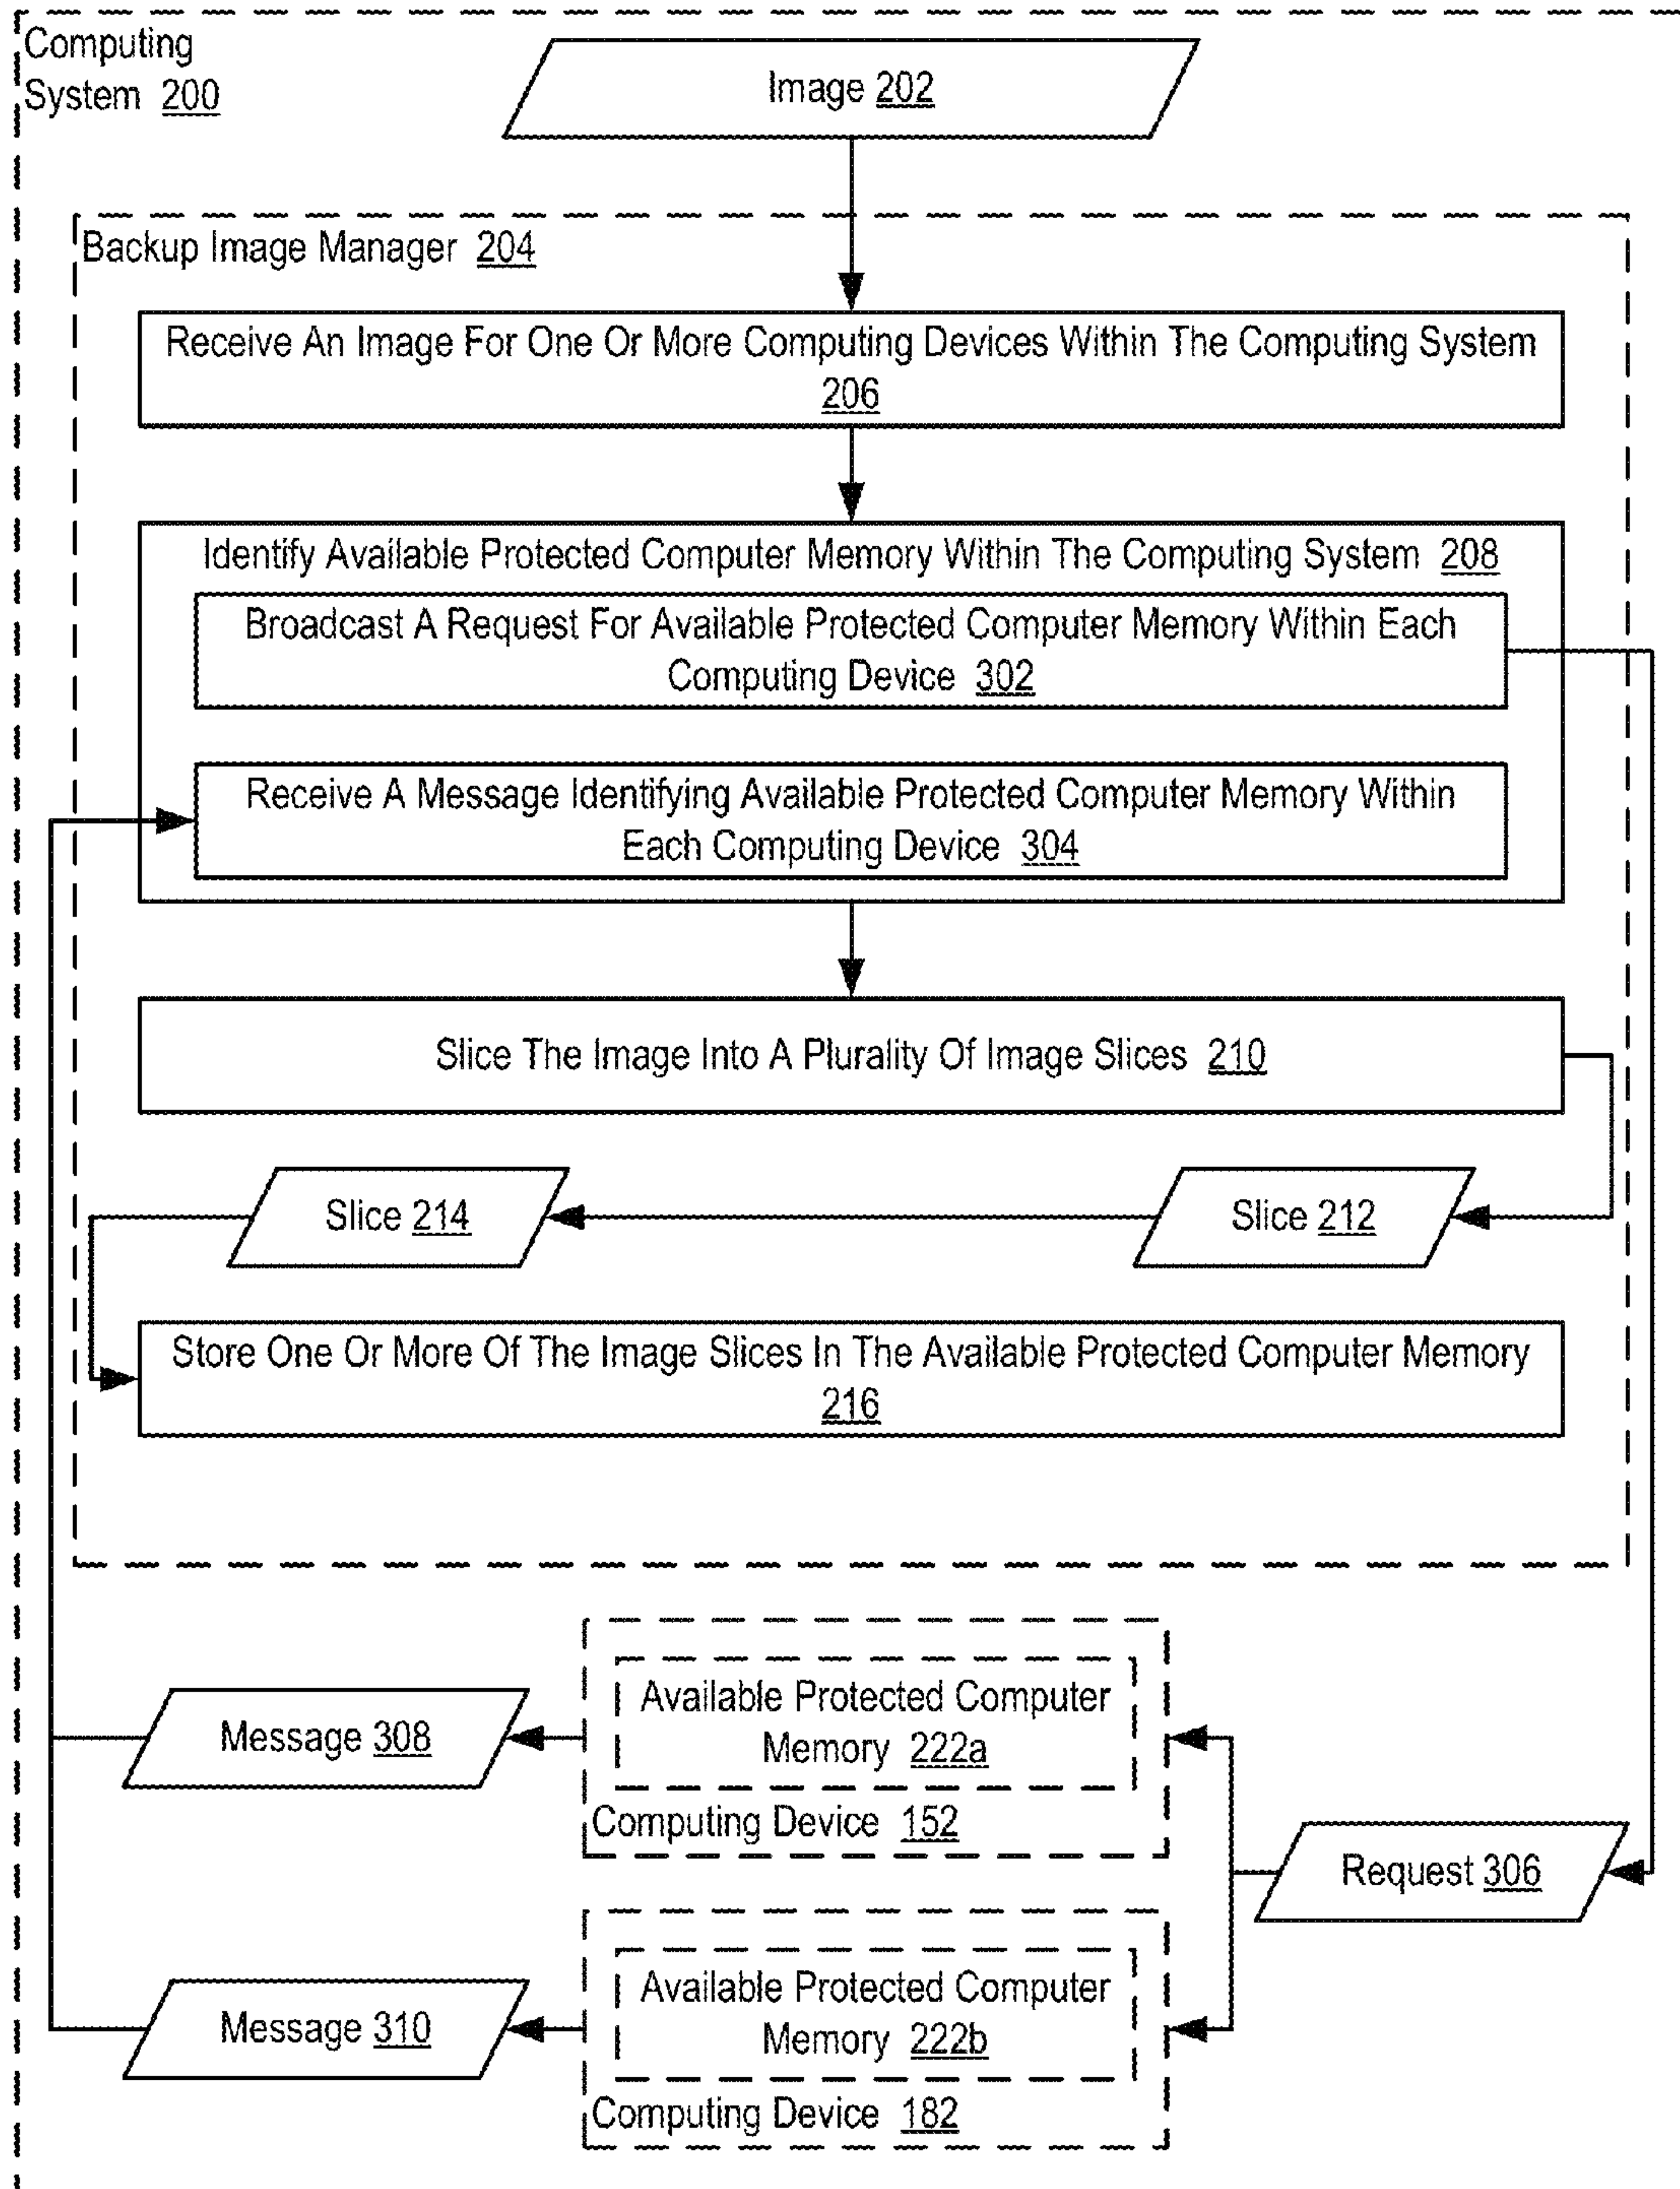 Computing
System 200
Image 202
Backup Image Manager 204
Receive An Image For One Or More Computing Devices Within The Computing System
206
Identify Available Protected Computer Memory Within The Computing System 208
Broadcast A Request For Available Protected Computer Memory Within Each
Computing Device 302
Receive A Message Identifying Available Protected Computer Memory Within
Each Computing Device 304
Slice The Image Into A Plurality Of Image Slices 210
Slice 214
Slice 212
Store One Or More Of The Image Slices In The Available Protected Computer Memory
216
Message 308
Available Protected Computer
Memory 222a
Computing Device 152
Request 306
Message 310
Available Protected Computer
Memory 222b
Computing Device 182